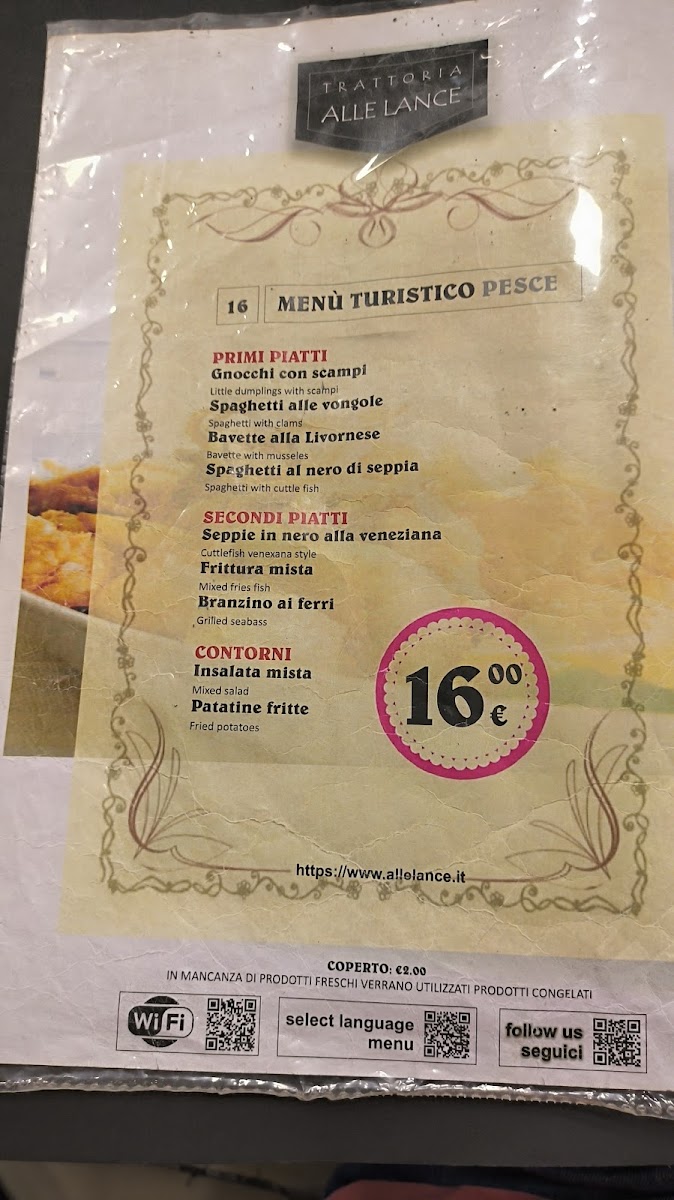 TRATTORIA
ALLE LANCE
16 MENÙ TURISTICO PESCE
PRIMI PIATTI
Gnocchi con scampi
Little dumplings with scampi
Spaghetti alle vongole
Spaghetti with clams
Bavette alla Livornese
Bavette with musseles
Spaghetti al nero di seppia
Spaghetti with cuttle fish
SECONDI PIATTI
Seppie in nero alla veneziana
Cuttlefish venexana style
Frittura mista
Mixed fries fish
Branzino ai ferri
Grilled seabass
CONTORNI
Insalata mista
Mixed salad
Patatine fritte
Fried potatoes
16 00 €
https://www.allelance.it
COPERTO: €2.00
IN MANCANZA DI PRODOTTI FRESCHI VERRANO UTILIZZATI PRODOTTI CONGELATI
WiFi
select language
menu
follow us
seguici